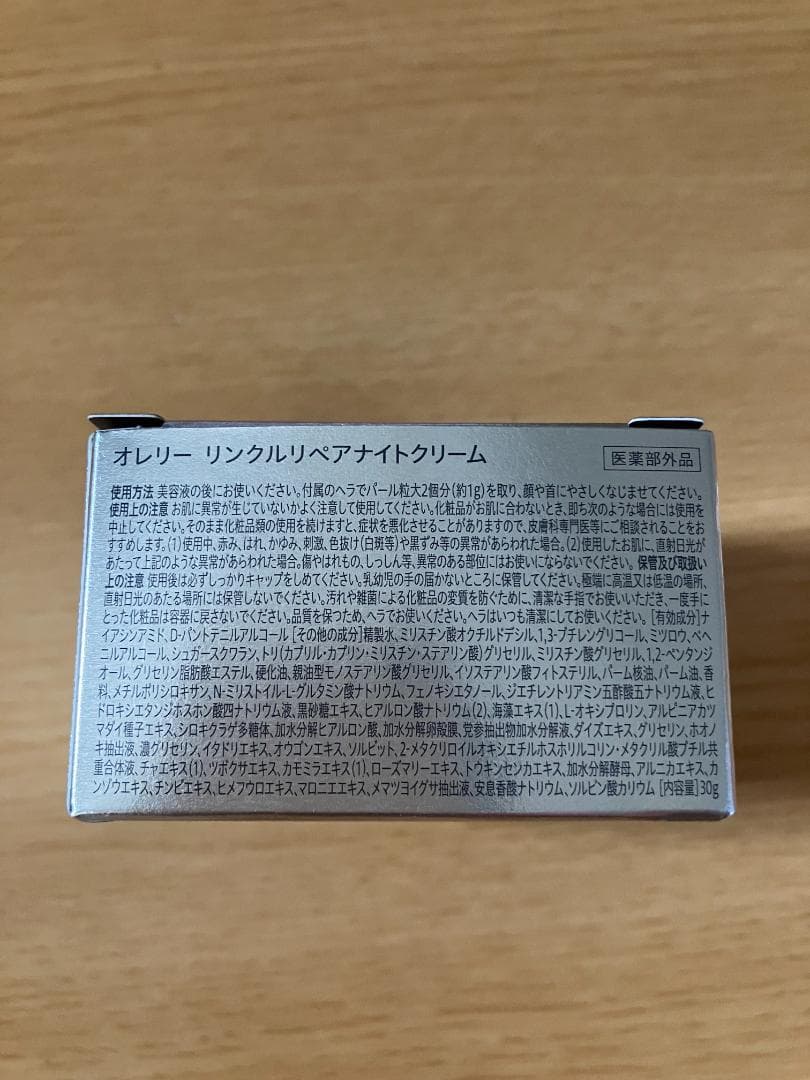 オレリー リンクルリペアナイトクリーム
医薬部外品
使用方法 美容液の後にお使いください。付属のヘラでパール粒大2個分(約1g)を取り、顔や首にやさしくなじませてください。
使用上の注意 お肌に異常が生じていないかよく注意して使用してください。化粧品がお肌に合わないとき、即ち次のような場合には使用を
中止してください。そのまま化粧品類の使用を続けますと、症状を悪化させることがありますので、皮膚科専門医等にご相談されることをお
すすめします。(1)使用中、赤み、はれ、かゆみ、刺激、色抜け(白斑等)や黒ずみ等の異常があらわれた場合。(2)使用したお肌に、直射日光が
あたって上記のような異常があらわれた場合。傷やはれもの、しっしん等、異常のある部位にはお使いにならないでください。 保管及び取扱い
上の注意 使用後は必ずしっかりキャップをしめてください。乳幼児の手の届かないところに保管してください。極端に高温又は低温の場所、
直射日光のあたる場所には保管しないでください。汚れや雑菌による化粧品の変質を防ぐために、清潔な手指でお使いいただき、一度手に
とった化粧品は容器に戻さないでください。品質を保つため、ヘラでお使いください。ヘラはいつも清潔にしてお使いください。 [有効成分]ナ
イアシンアミド、D-パントテニルアルコール [その他の成分]精製水、ミリスチン酸オクチルドデシル、1,3-ブチレングリコール、ミツロウ、ベヘ
ニルアルコール、シュガースクワラン、トリ(カプリル・カプリン・ミリスチン・ステアリン酸)グリセリル、ミリスチン酸グリセリル、1,2-ペンタンジ
オール、グリセリン脂肪酸エステル、硬化油、親油型モノステアリン酸グリセリル、イソステアリン酸フィトステリル、パーム核油、パーム油、香
料、メチルポリシロキサン、N-ミリストイル-L-グルタミン酸ナトリウム、フェノキシエタノール、ジエチレントリアミン五酢酸五ナトリウム液、ヒ
ドロキシエタンジホスホン酸四ナトリウム液、黒砂糖エキス、ヒアルロン酸ナトリウム(2)、海藻エキス(1)、L-オキシプロリン、アルピニアカツ
マダイ種子エキス、シロキクラゲ多糖体、加水分解ヒアルロン酸、加水分解卵殻膜、党参抽出物加水分解液、ダイズエキス、グリセリン、ホオノ
キ抽出液、濃グリセリン、イタドリエキス、オウゴンエキス、ソルビット、2-メタクリロイルオキシエチルホスホリルコリン・メタクリル酸ブチル共
重合体液、チャエキス(1)、ツボクサエキス、カモミラエキス(1)、ローズマリーエキス、トウキンセンカエキス、加水分解酵母、アルニカエキス、カ
ンゾウエキス、チンピエキス、ヒメフウロエキス、マロニエエキス、メマツヨイグサ抽出液、安息香酸ナトリウム、ソルビン酸カリウム [内容量]30g